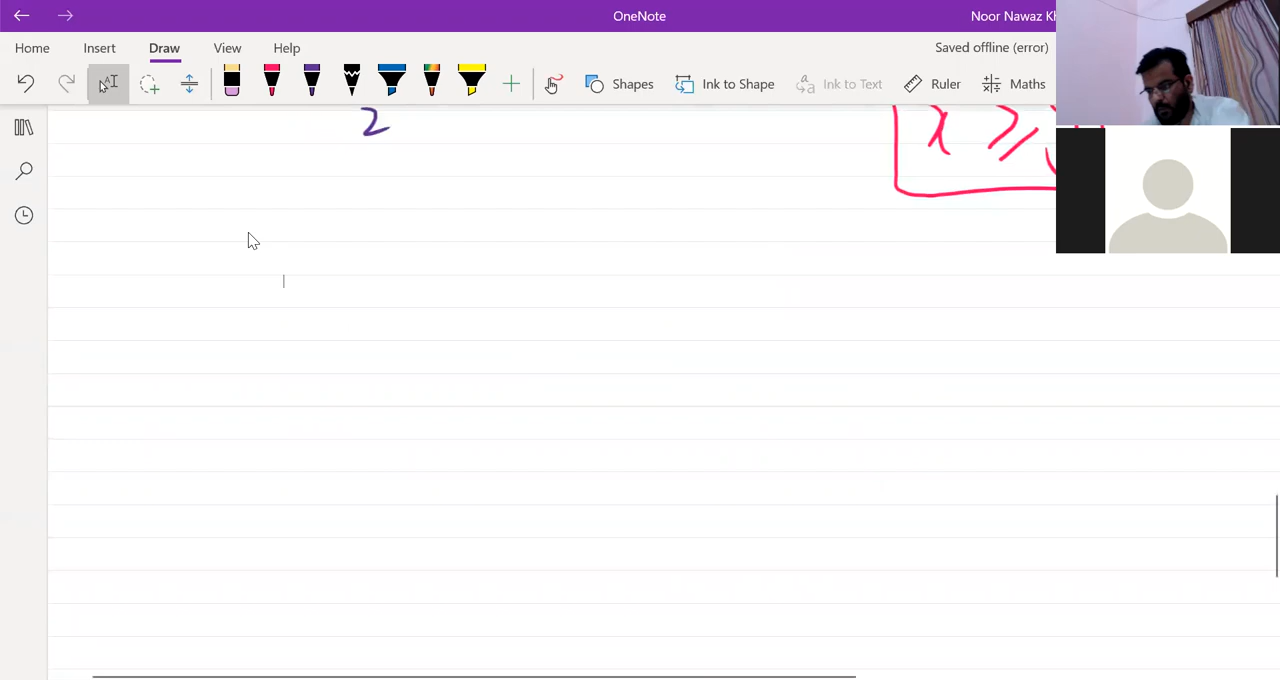 OneNote
Noor Nawaz
Home Insert Draw View Help
Saved offline (error)
Shapes Ink to Shape Ink to Text Ruler Maths
2
x ≥